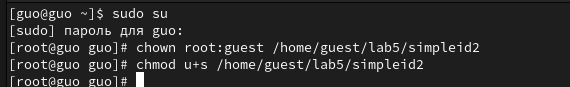 [guo@guo ~]$ sudo su
[sudo] пароль для guo:
[root@guo guo]# chown root:guest /home/guest/lab5/simpleid2
[root@guo guo]# chmod u+s /home/guest/lab5/simpleid2
[root@guo guo]#